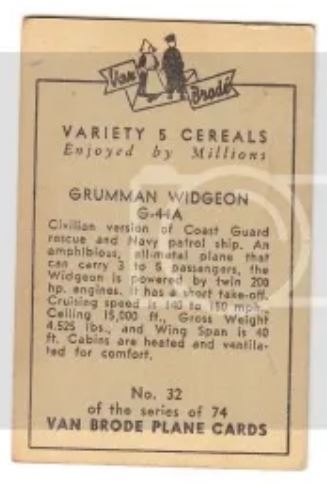 Van Brode
VARIETY 5 CEREALS
Enjoyed by Millions
GRUMMAN WIDGEON
G-44A
Civilian version of Coast Guard
rescue and Navy patrol ship. An
amphibious, all-metal plane that
can carry 3 to 5 passengers, the
Widgeon is powered by twin 200
hp. engines. It has a short take-off.
Cruising speed is 140 to 150 mph.,
Ceiling 15,000 ft., Gross Weight
4,525 lbs., and Wing Span is 40
ft. Cabins are heated and ventila-
ted for comfort.
No. 32
of the series of 74
VAN BRODE PLANE CARDS